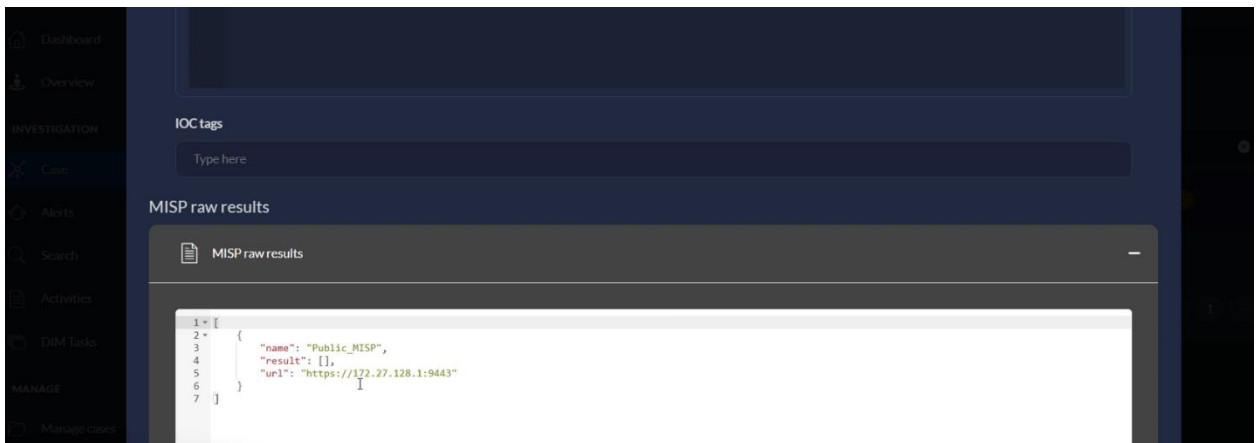 Dashboard
Overview
INVESTIGATION
Case
Alerts
Search
Activities
DIM Tasks
MANAGE
Manage cases
IOC tags
Type here
MISP raw results
MISP raw results
1 [
2 {
3 "name": "Public_MISP",
4 "result": [],
5 "url": "https://172.27.128.1:9443"
6 }
7 ]
1